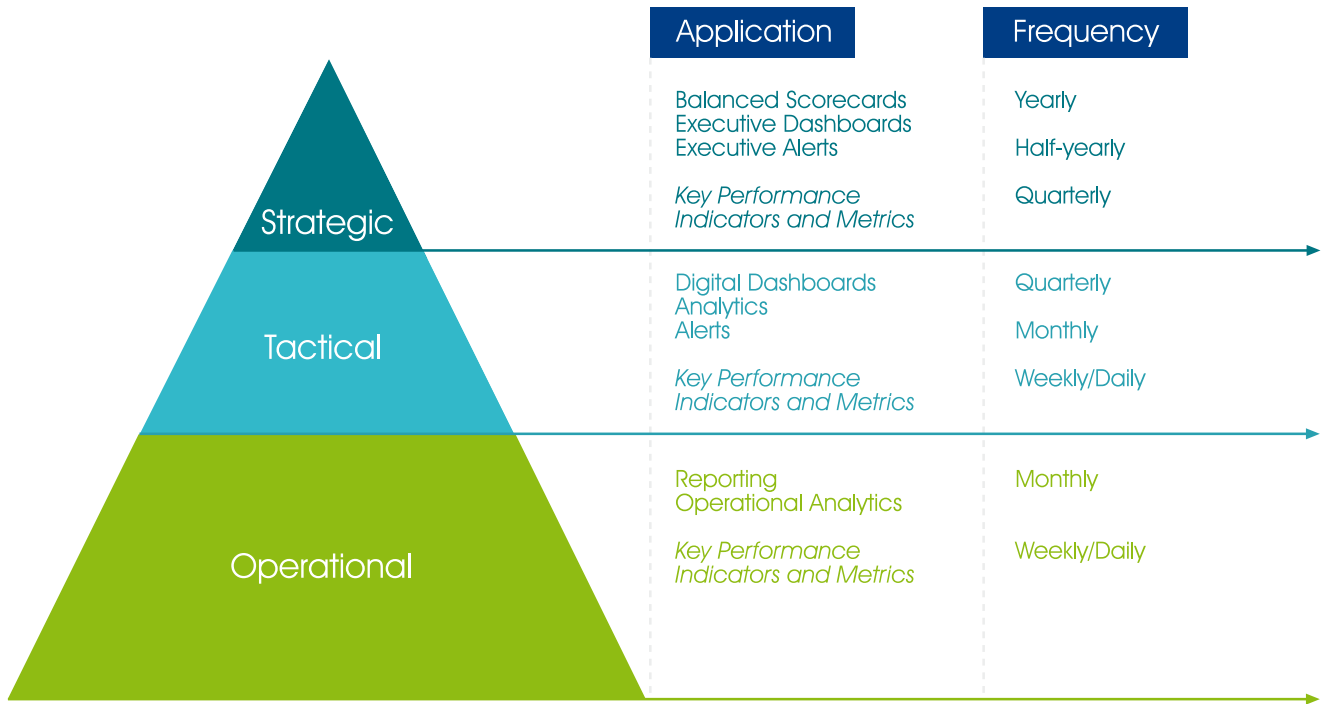 Application
Frequency
Balanced Scorecards
Executive Dashboards
Executive Alerts
Key Performance
Indicators and Metrics
Yearly
Half-yearly
Quarterly
Strategic
Digital Dashboards
Analytics
Alerts
Key Performance
Indicators and Metrics
Quarterly
Monthly
Weekly/Daily
Tactical
Reporting
Operational Analytics
Key Performance
Indicators and Metrics
Monthly
Weekly/Daily
Operational